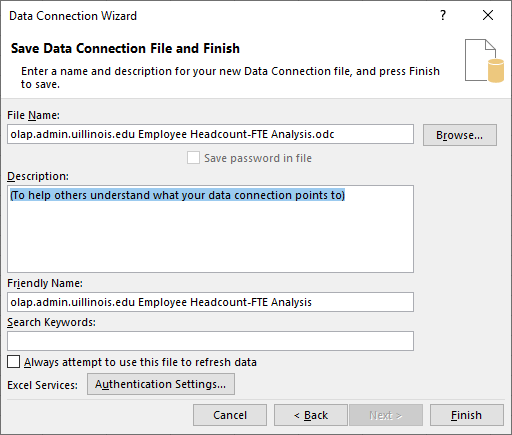 Data Connection Wizard
Save Data Connection File and Finish
Enter a name and description for your new Data Connection file, and press Finish
to save.
File Name:
olap.admin.uillinois.edu Employee Headcount-FTE Analysis.odc
Browse...
Save password in file
Description:
(To help others understand what your data connection points to)
Friendly Name:
olap.admin.uillinois.edu Employee Headcount-FTE Analysis
Search Keywords:
Always attempt to use this file to refresh data
Excel Services: Authentication Settings...
Cancel < Back Next > Finish